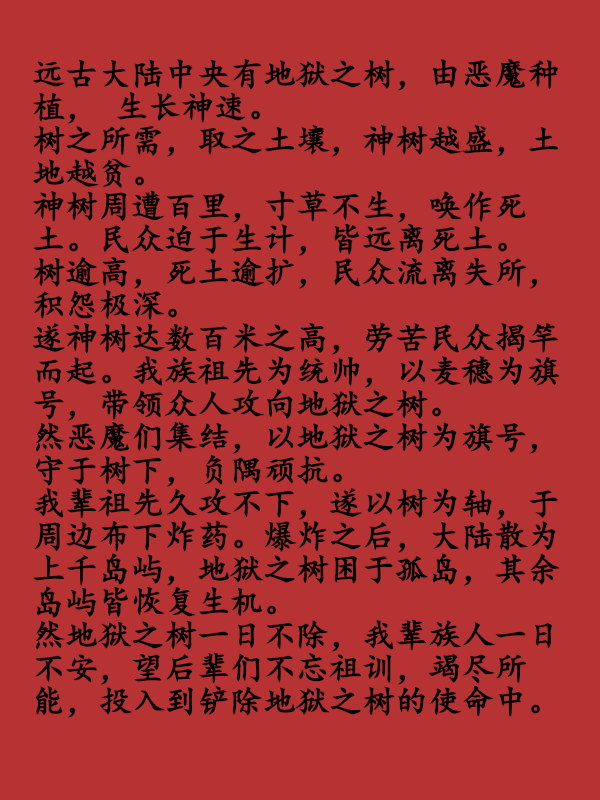 远古大陆中央有地狱之树，由恶魔种
植， 生长神速。
树之所需，取之土壤，神树越盛，土
地越贫。
神树周遭百里，寸草不生，唤作死
土。民众迫于生计，皆远离死土。
树逾高，死土逾扩，民众流离失所，
积怨极深。
遂神树达数百米之高，劳苦民众揭竿
而起。我族祖先为统帅，以麦穗为旗
号，带领众人攻向地狱之树。
然恶魔们集结，以地狱之树为旗号，
守于树下，负隅顽抗。
我辈祖先久攻不下，遂以树为轴，于
周边布下炸药。爆炸之后，大陆散为
上千岛屿，地狱之树困于孤岛，其余
岛屿皆恢复生机。
然地狱之树一日不除，我辈族人一日
不安，望后辈们不忘祖训，竭尽所
能，投入到铲除地狱之树的使命中。